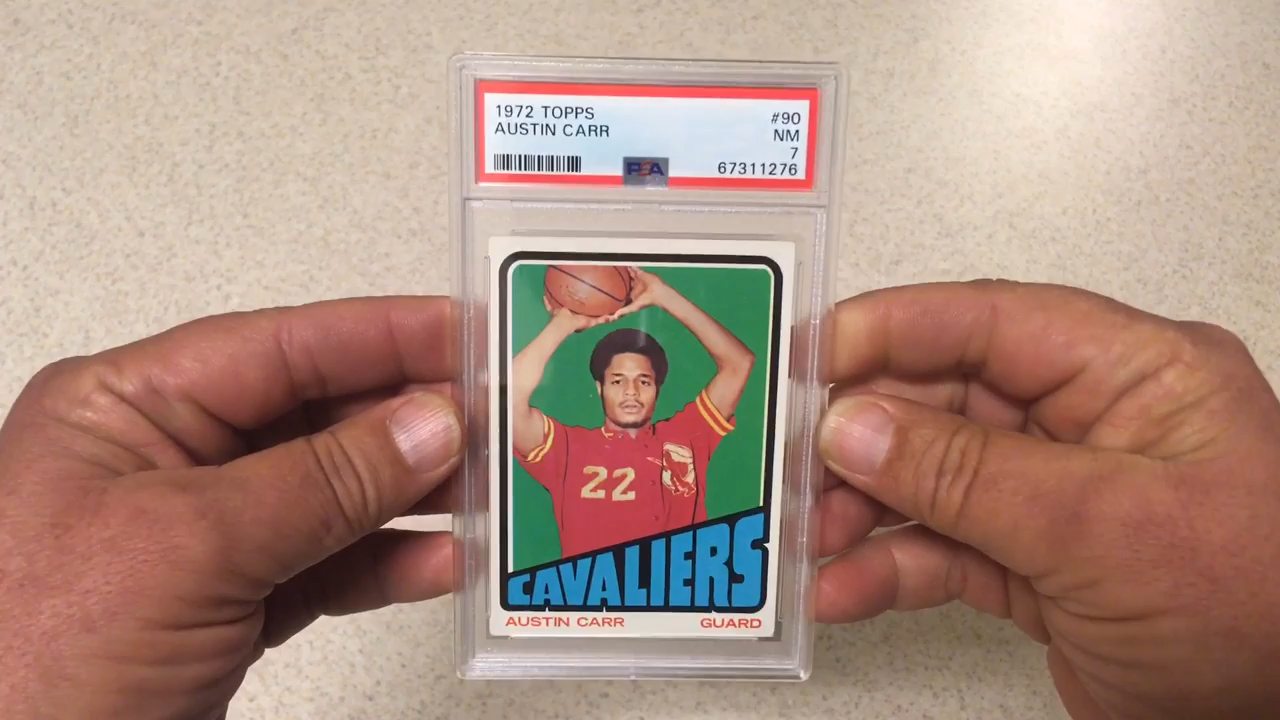 1972 TOPPS
AUSTIN CARR
#90
NM
7
67311276
PSA
22
CAVALIERS
AUSTIN CARR
GUARD